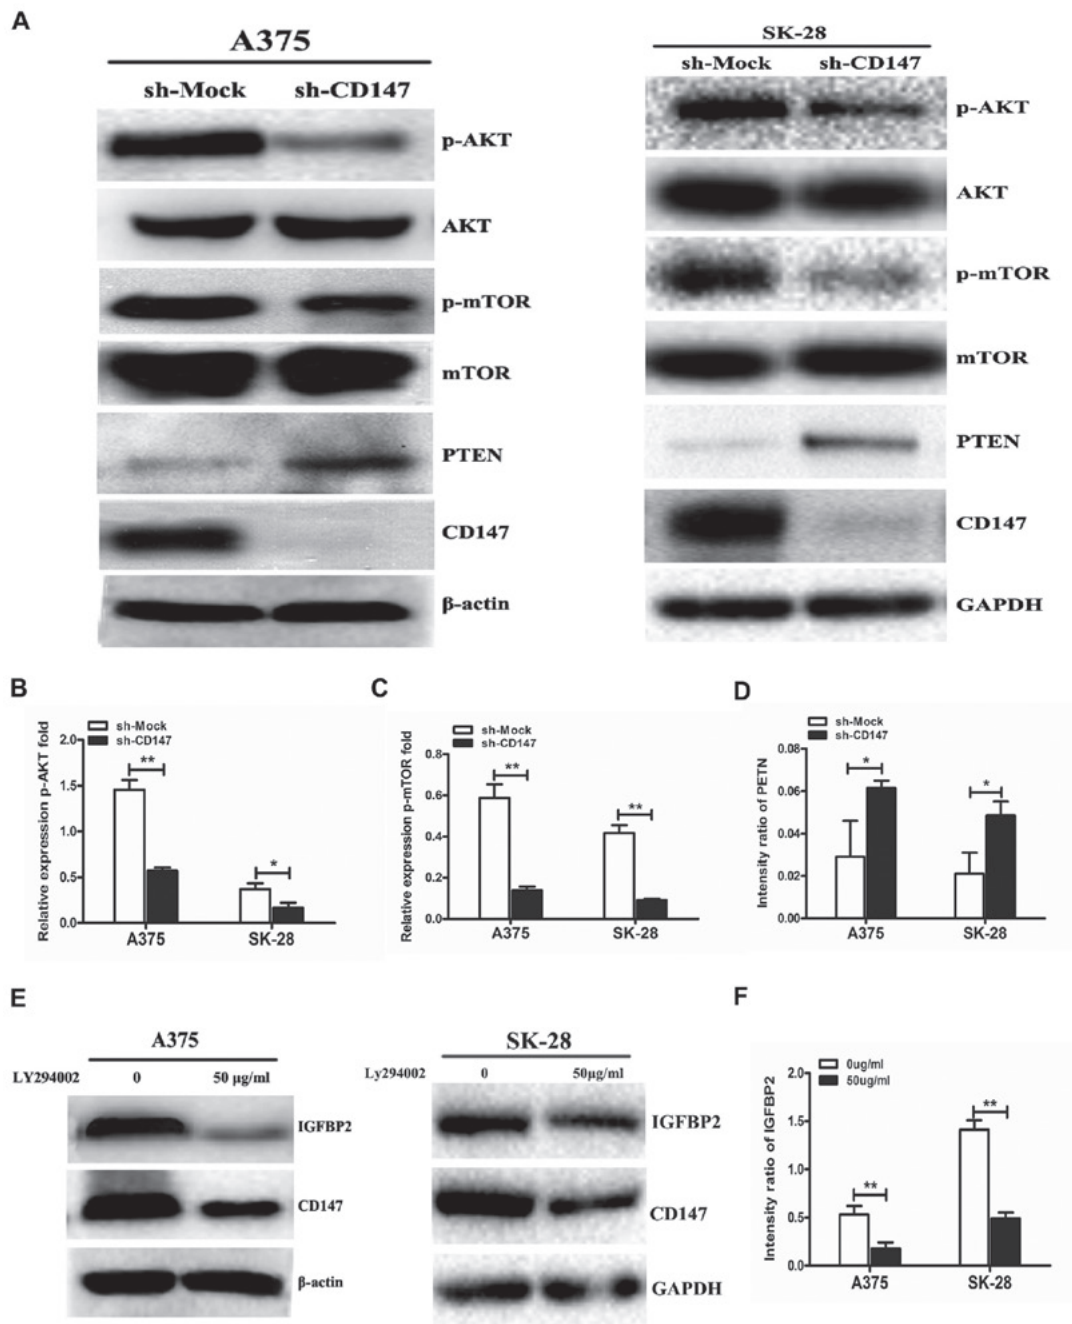 A
A375
sh-Mock sh-CD147
p-AKT
AKT
p-mTOR
mTOR
PTEN
CD147
β-actin
SK-28
sh-Mock sh-CD147
p-AKT
AKT
p-mTOR
mTOR
PTEN
CD147
GAPDH
B
sh-Mock
sh-CD147
Relative expression p-AKT fold
2.0
1.5
1.0
0.5
0.0
**
*
A375 SK-28
C
sh-Mock
sh-CD147
Relative expression p-mTOR fold
0.8
0.6
0.4
0.2
0.0
**
**
A375 SK-28
D
sh-Mock
sh-CD147
Intensity ratio of PETN
0.08
0.06
0.04
0.02
0.00
*
*
A375 SK-28
E
A375
LY294002 0 50 μg/ml
IGFBP2
CD147
β-actin
SK-28
Ly294002 0 50μg/ml
IGFBP2
CD147
GAPDH
F
0ug/ml
50ug/ml
Intensity ratio of IGFBP2
2.0
1.5
1.0
0.5
0.0
**
**
A375 SK-28